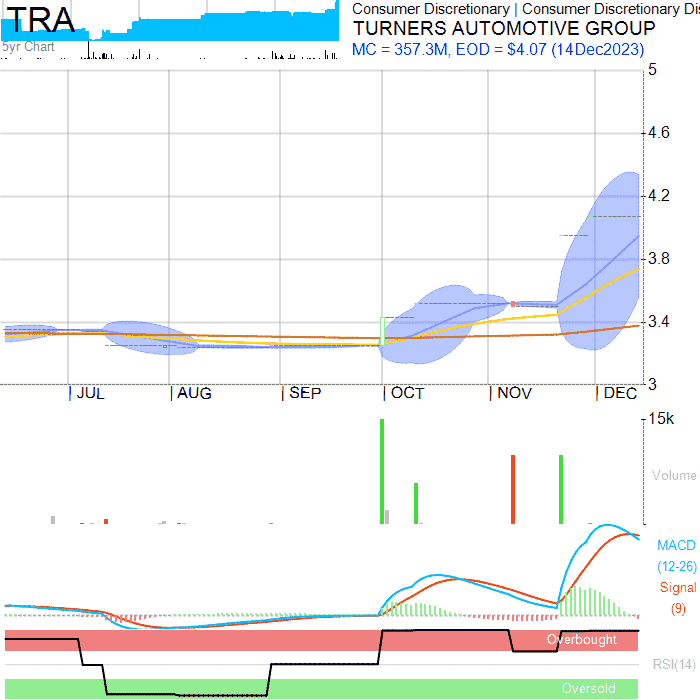 TRA
5yr Chart
Consumer Discretionary | Consumer Discretionary Dis
TURNERS AUTOMOTIVE GROUP
MC = 357.3M, EOD = $4.07 (14Dec2023)
5
4.6
4.2
3.8
3.4
3
| JUL | AUG | SEP | OCT | NOV | DEC
15k
Volume
MACD
(12-26)
Signal
(9)
Overbought
RSI(14)
Oversold